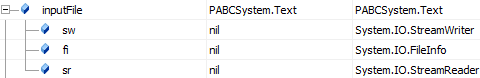 inputFile PABCSystem.Text PABCSystem.Text
sw nil System.IO.StreamWriter
fi nil System.IO.FileInfo
sr nil System.IO.StreamReader